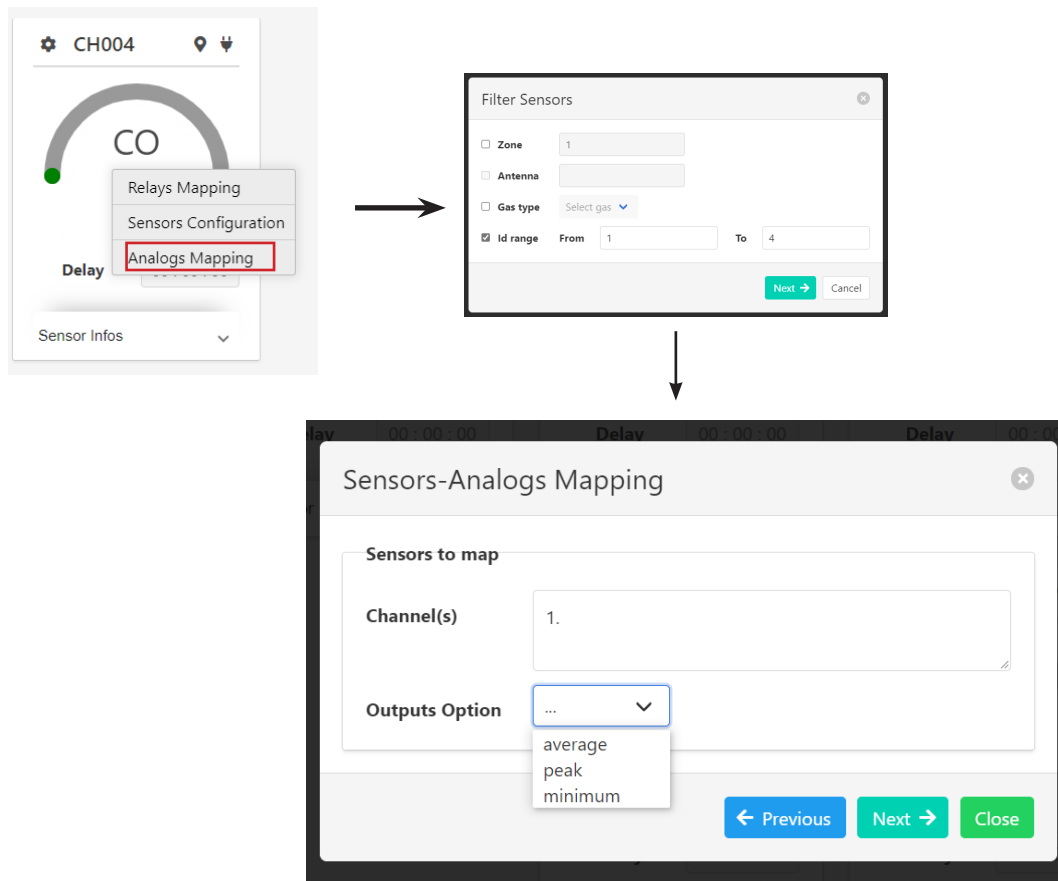 CH004
CO
Relays Mapping
Sensors Configuration
Analogs Mapping
Delay
Sensor Infos
Filter Sensors
Zone 1
Antenna
Gas type Select gas
Id range From 1 To 4
Next Cancel
Delay 00 : 00 : 00 Delay 00 : 00 : 00
Sensors-Analogs Mapping
Sensors to map
Channel(s) 1.
Outputs Option ...
average
peak
minimum
Previous Next Close